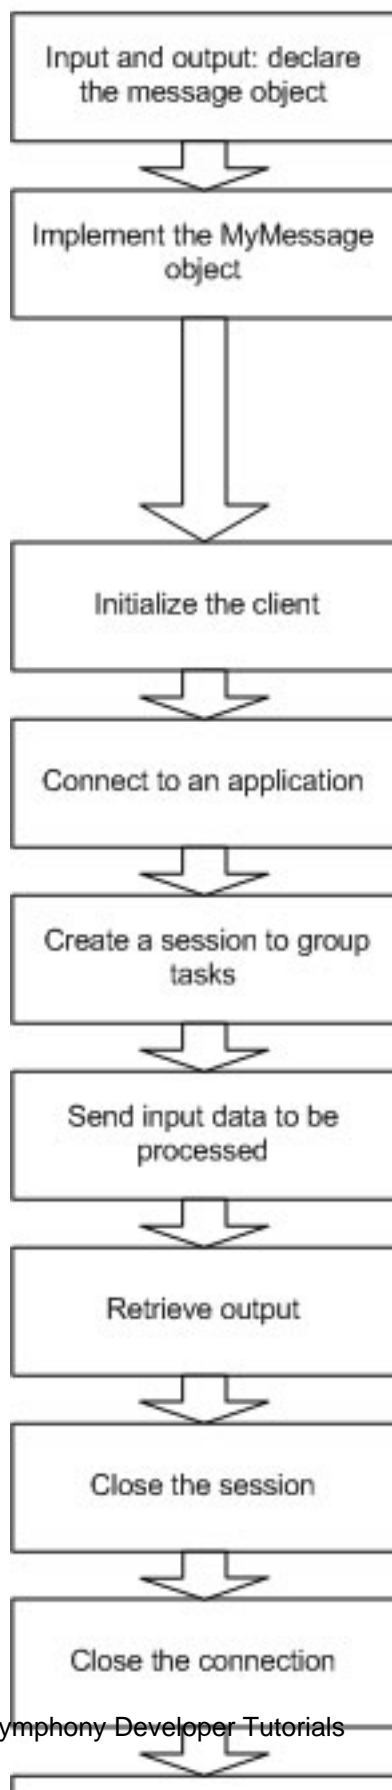 Input and output: declare
the message object
Implement the MyMessage
object
Initialize the client
Connect to an application
Create a session to group
tasks
Send input data to be
processed
Retrieve output
Close the session
Close the connection
ymphony Developer Tutorials